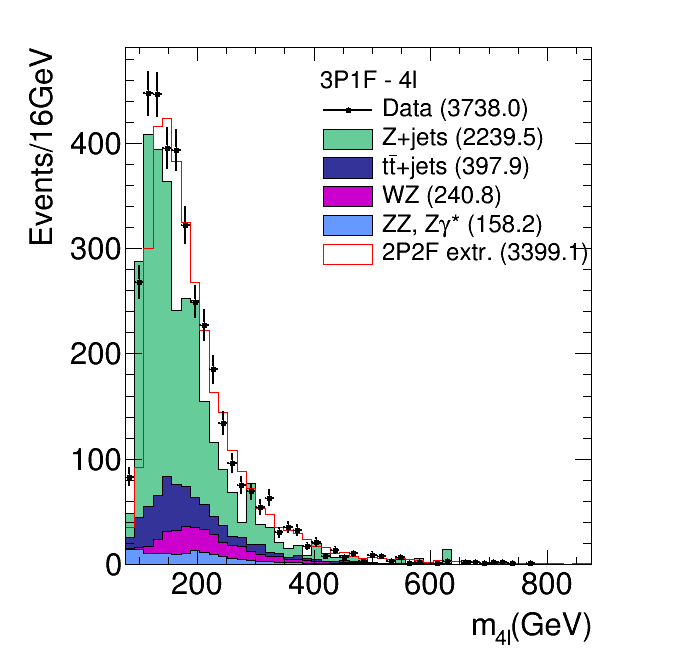 Events/16GeV
3P1F - 4l
Data (3738.0)
Z+jets (2239.5)
tt̄+jets (397.9)
WZ (240.8)
ZZ, Zγ* (158.2)
2P2F extr. (3399.1)
400
300
200
100
0
200 400 600 800
m4l(GeV)